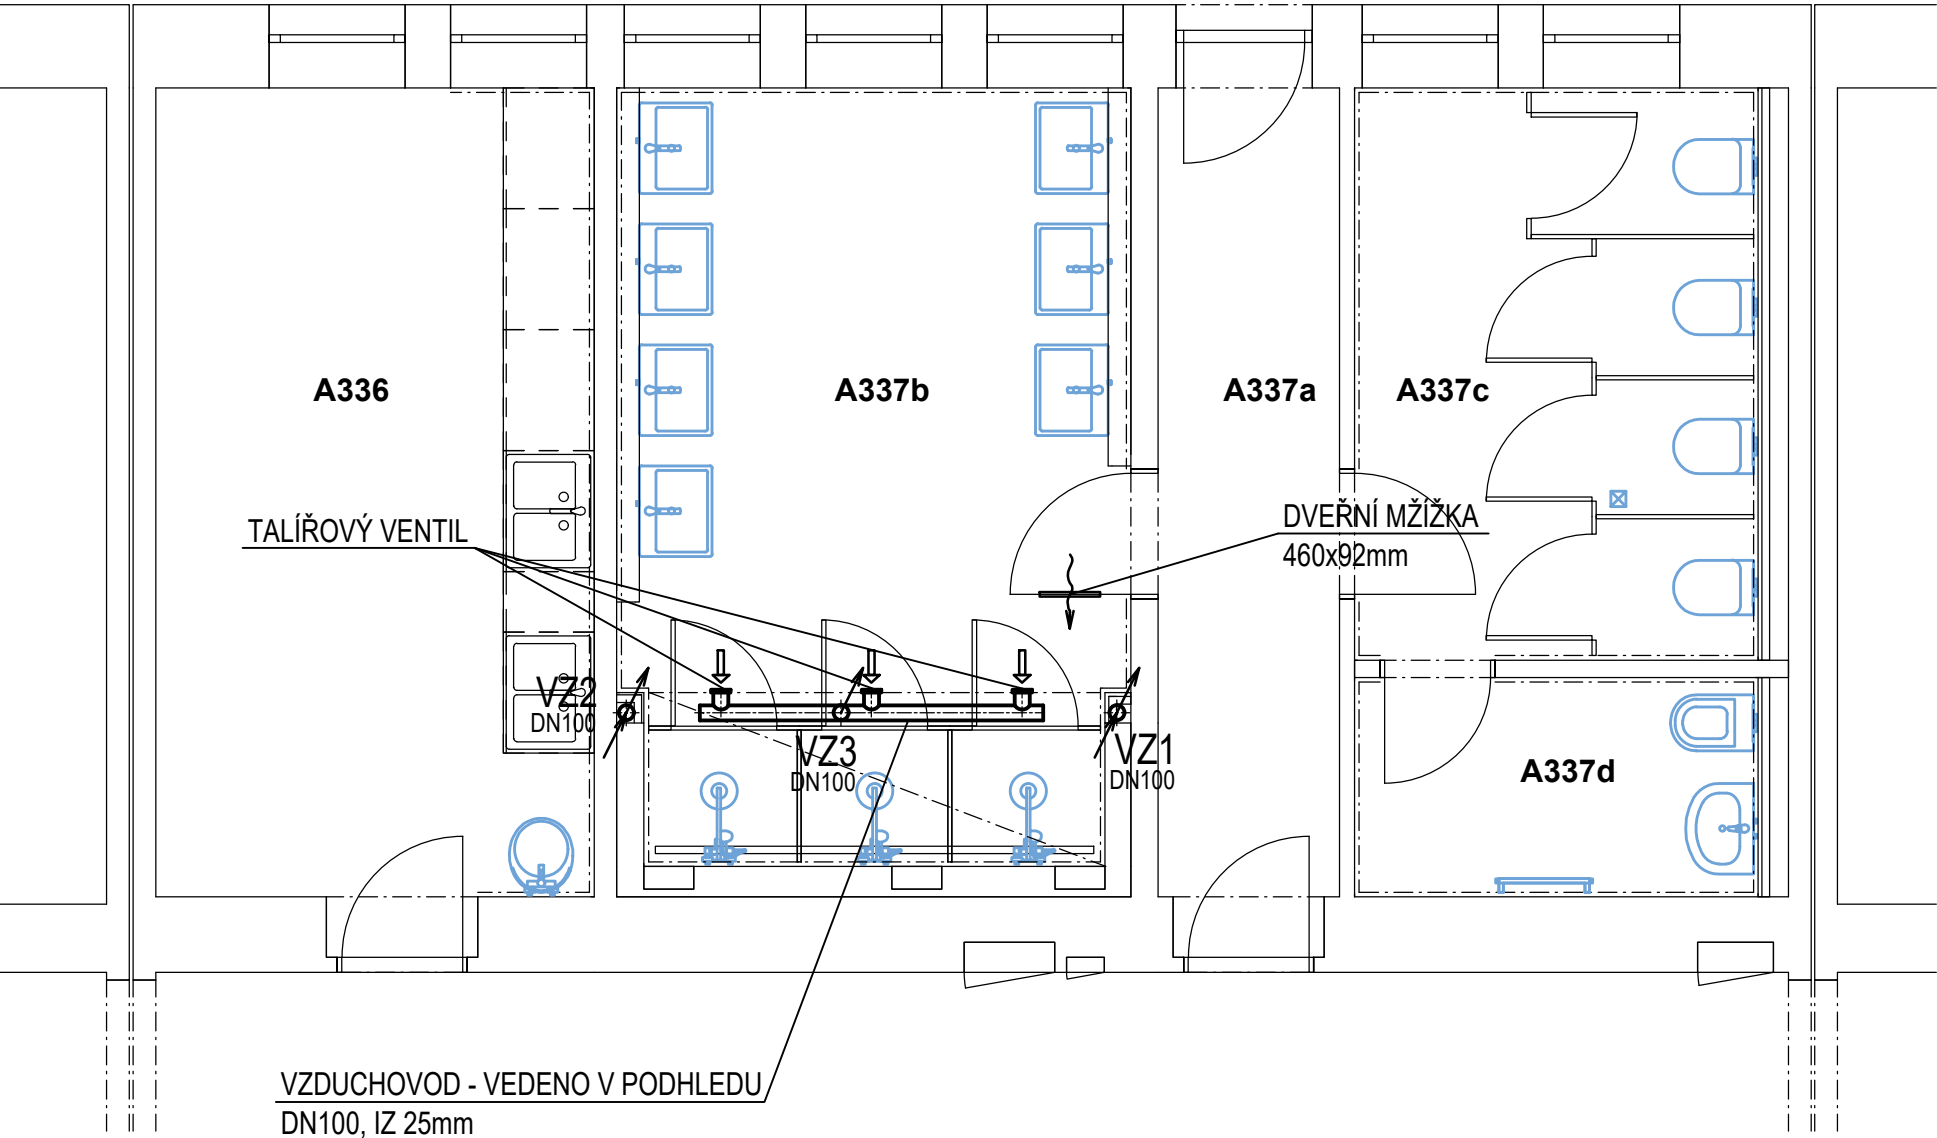 A336
A337b
A337a
A337c
TALÍŘOVÝ VENTIL
DVEŘNÍ MŽÍŽKA
460x92mm
VZ2
DN100
VZ3
DN100
VZ1
DN100
A337d
VZDUCHOVOD - VEDENO V PODHLEDU
DN100, IZ 25mm